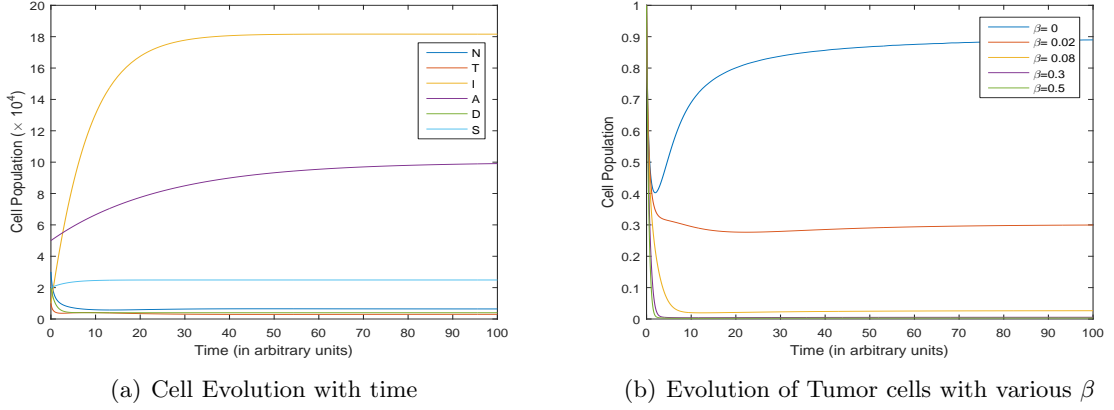 20
18
16
14
12
10
8
6
4
2
0
Cell Population (× 10⁴)
N
T
I
A
D
S
0 10 20 30 40 50 60 70 80 90 100
Time (in arbitrary units)
(a) Cell Evolution with time
1
0.9
0.8
0.7
0.6
0.5
0.4
0.3
0.2
0.1
0
Cell Population
β= 0
β= 0.02
β= 0.08
β=0.3
β=0.5
0 10 20 30 40 50 60 70 80 90 100
Time (in arbitrary units)
(b) Evolution of Tumor cells with various β